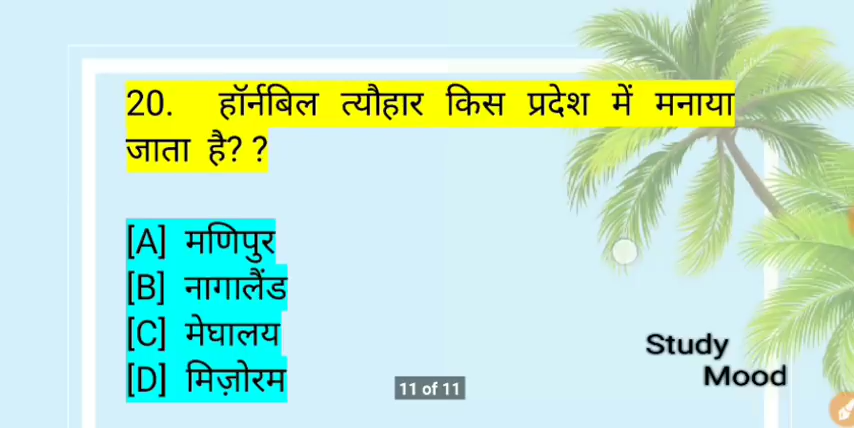 20. हॉर्नबिल त्यौहार किस प्रदेश में मनाया
जाता है? ?
[A] मणिपुर
[B] नागालैंड
[C] मेघालय
[D] मिज़ोरम
Study
Mood
11 of 11